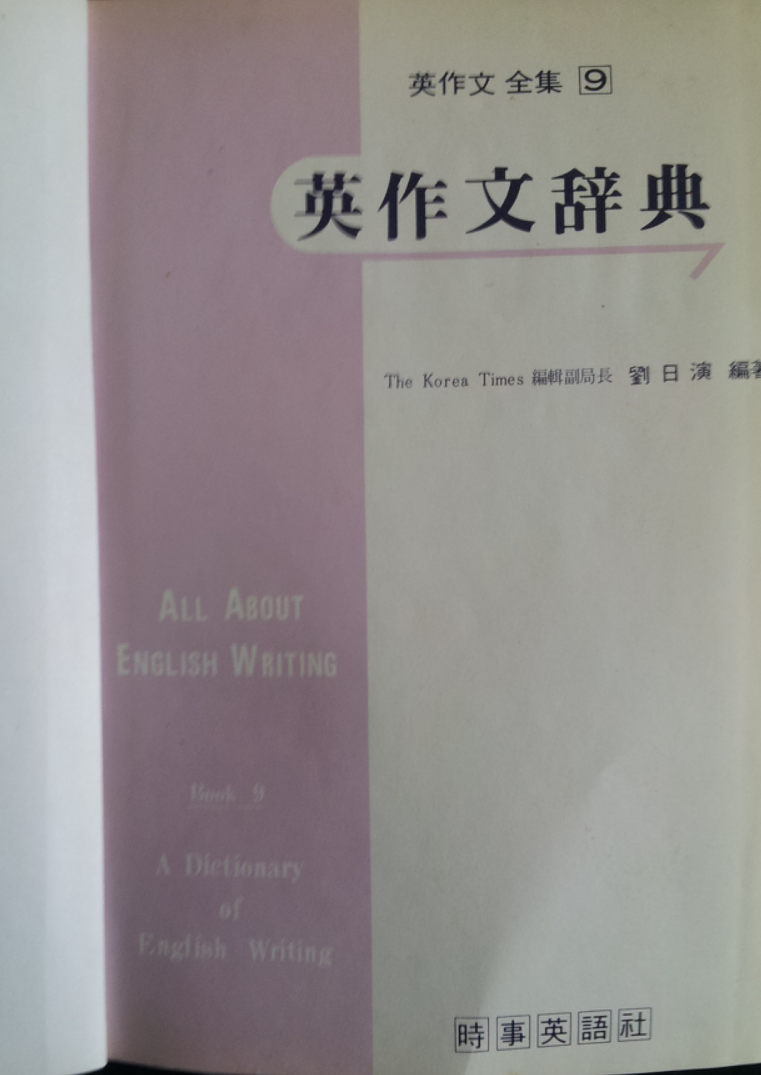 英作文 全集 9
英作文辞典
The Korea Times 編輯副局長 劉日演 編著
ALL ABOUT
ENGLISH WRITING
Book 9
A Dictionary
of
English Writing
時事英語社